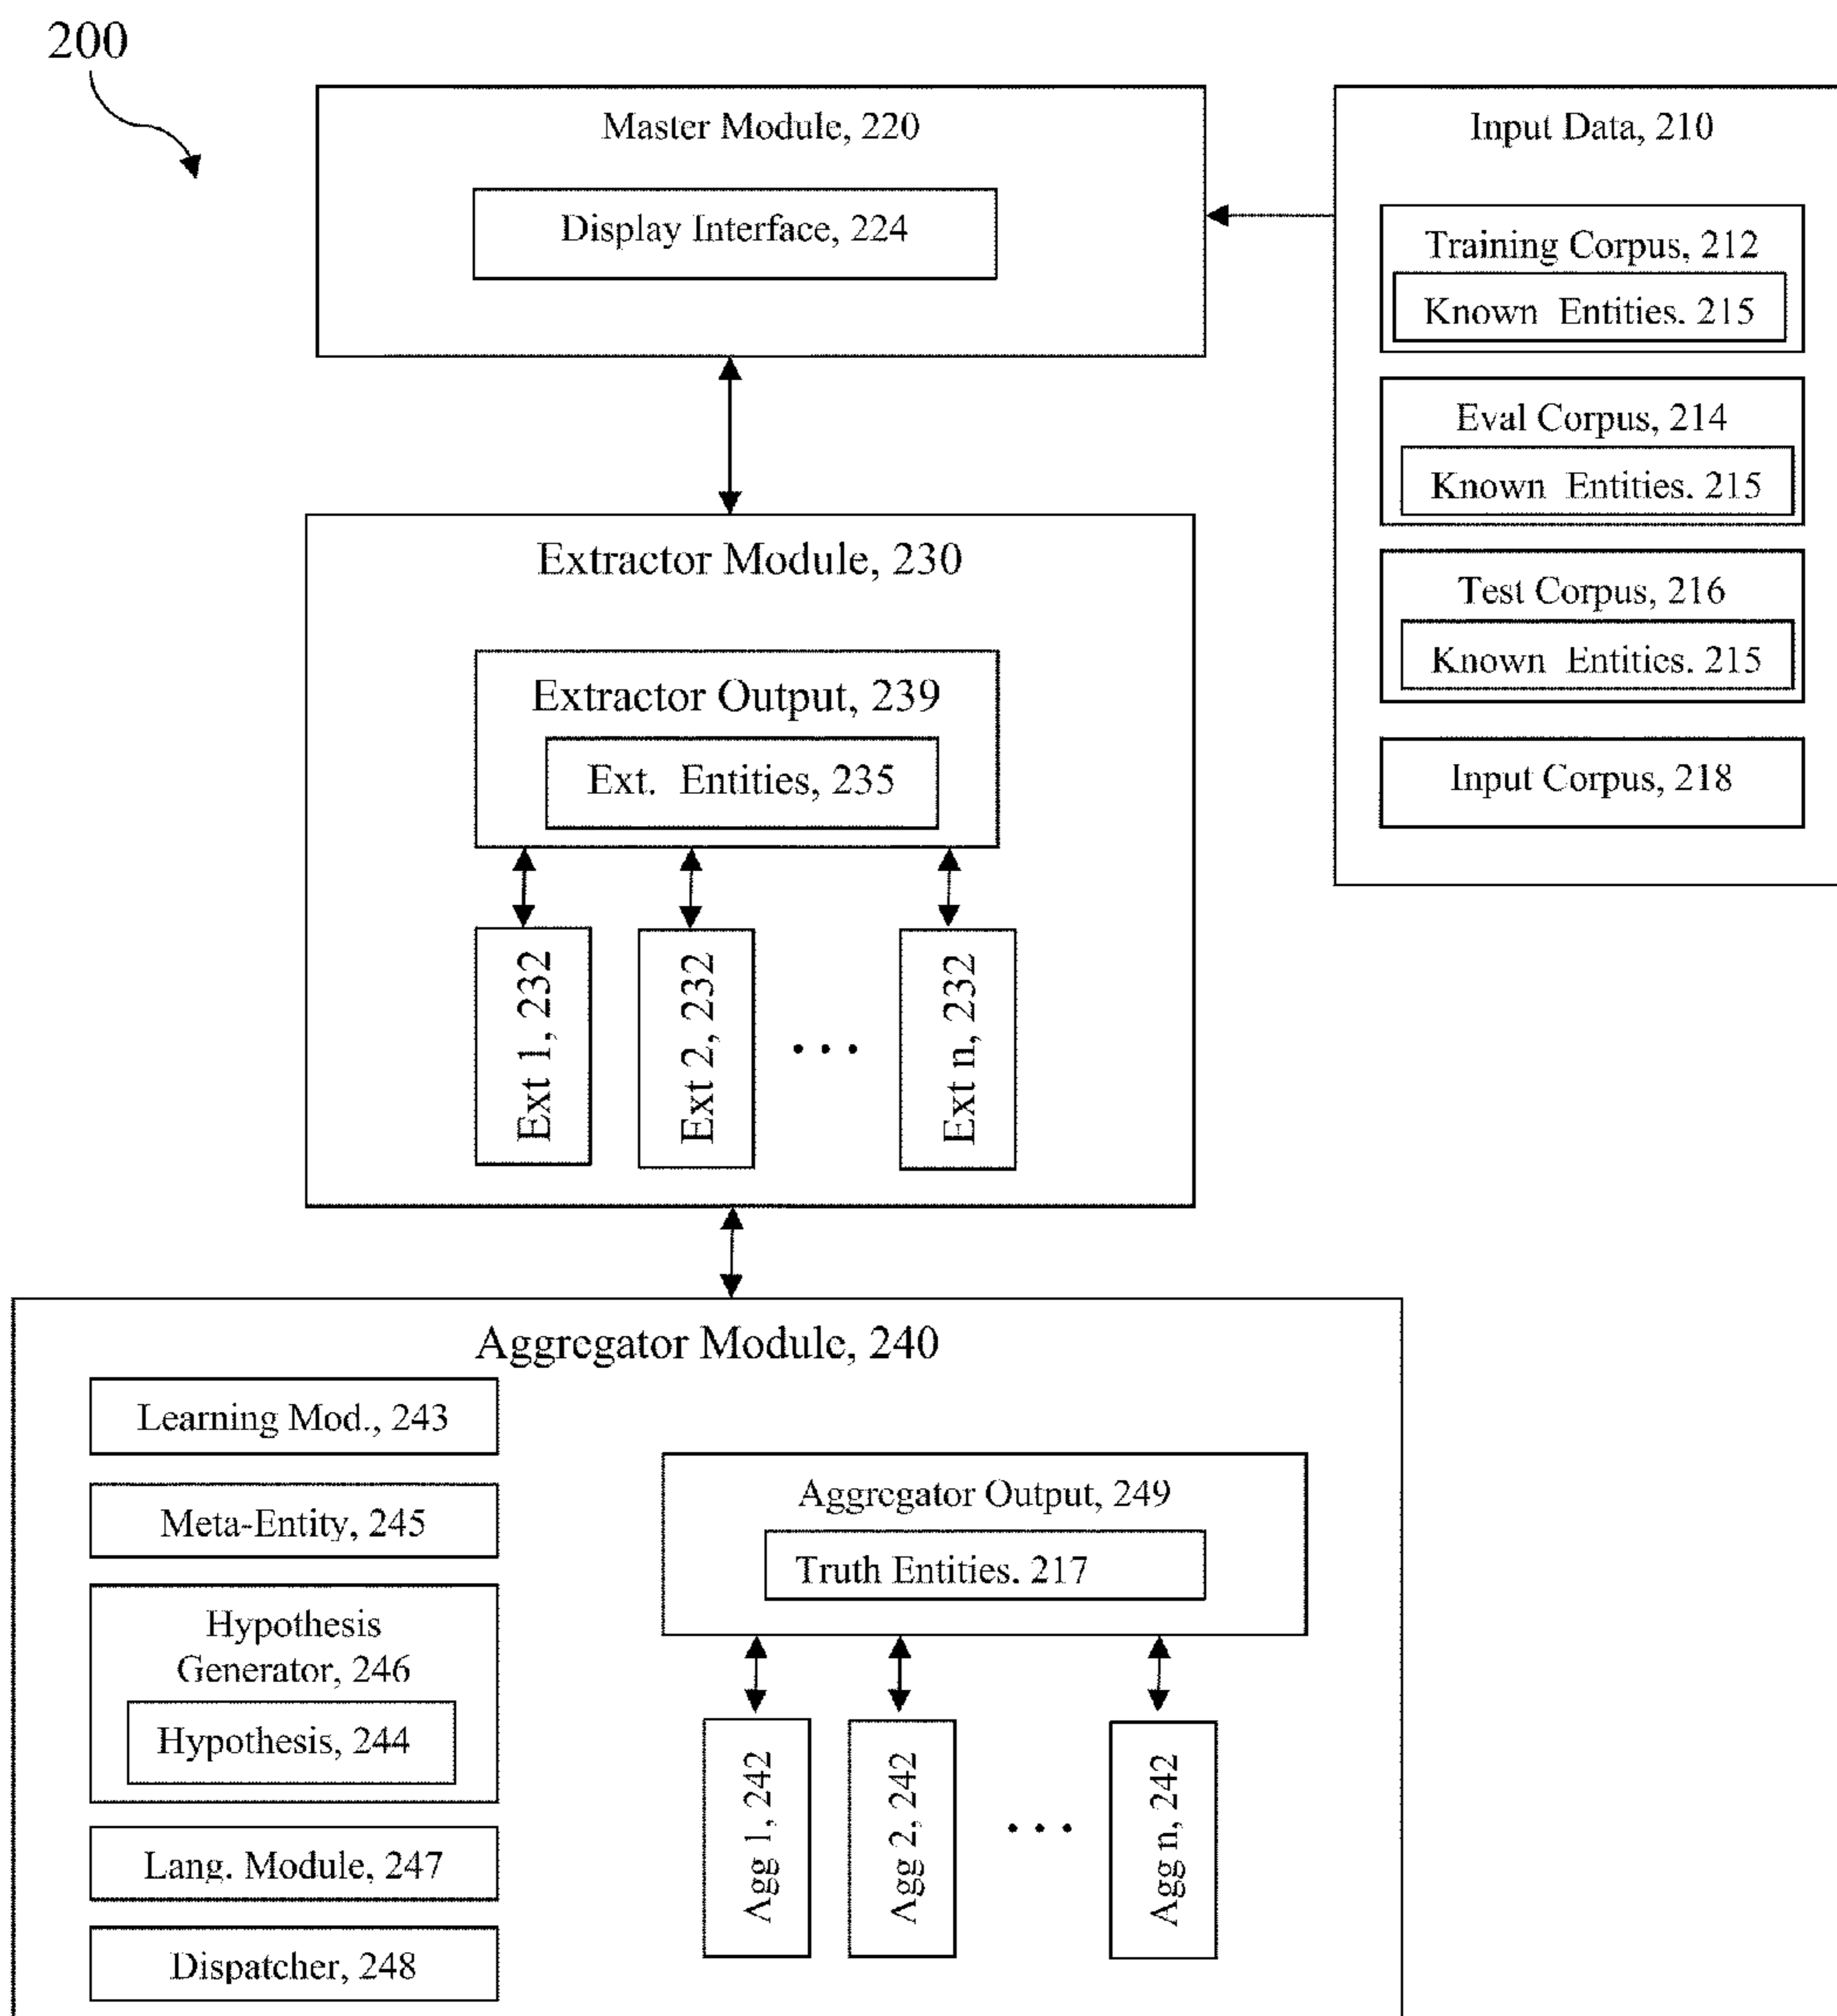 200
Master Module, 220
Display Interface, 224
Input Data, 210
Training Corpus, 212
Known Entities. 215
Eval Corpus, 214
Known Entities. 215
Test Corpus, 216
Known Entities. 215
Input Corpus, 218
Extractor Module, 230
Extractor Output, 239
Ext. Entities, 235
Ext 1, 232
Ext 2, 232
• • •
Ext n, 232
Aggregator Module, 240
Learning Mod., 243
Meta-Entity, 245
Hypothesis
Generator, 246
Hypothesis, 244
Lang. Module, 247
Dispatcher, 248
Aggregator Output, 249
Truth Entities. 217
Agg 1, 242
Agg 2, 242
• • •
Agg n, 242